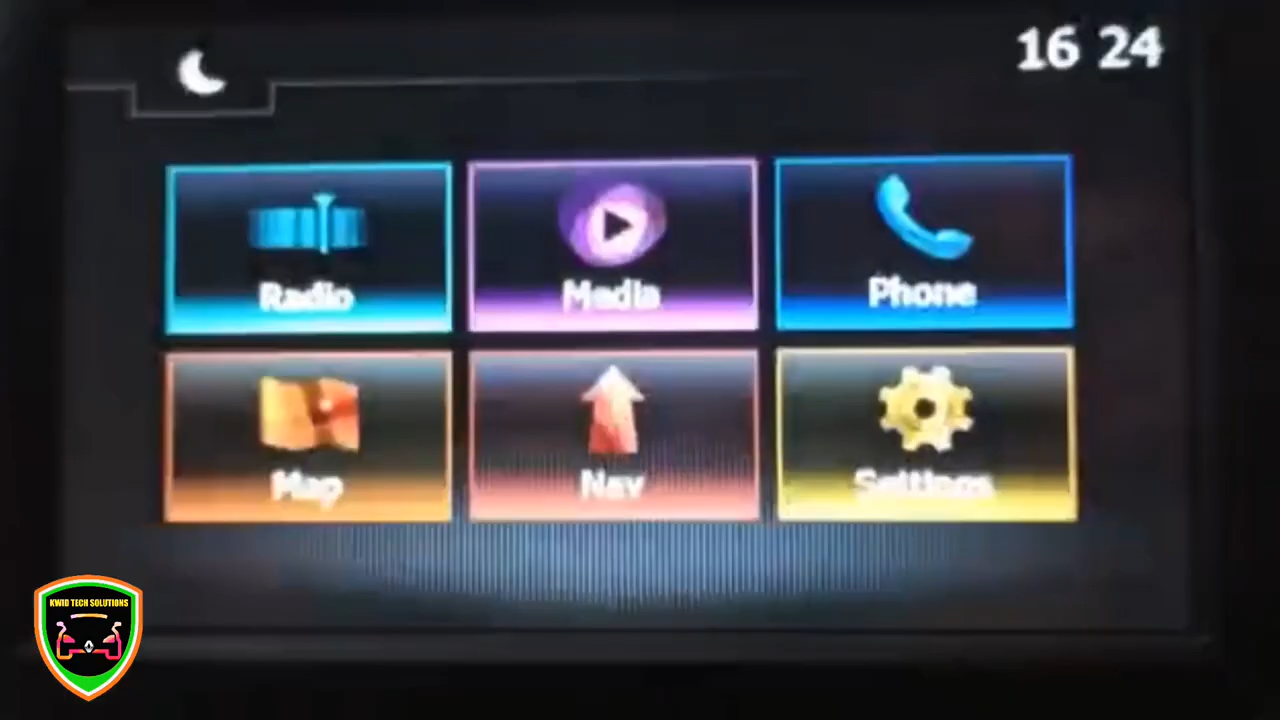 16 24
Radio
Media
Phone
Map
Nav
Settings
KWID TECH SOLUTIONS